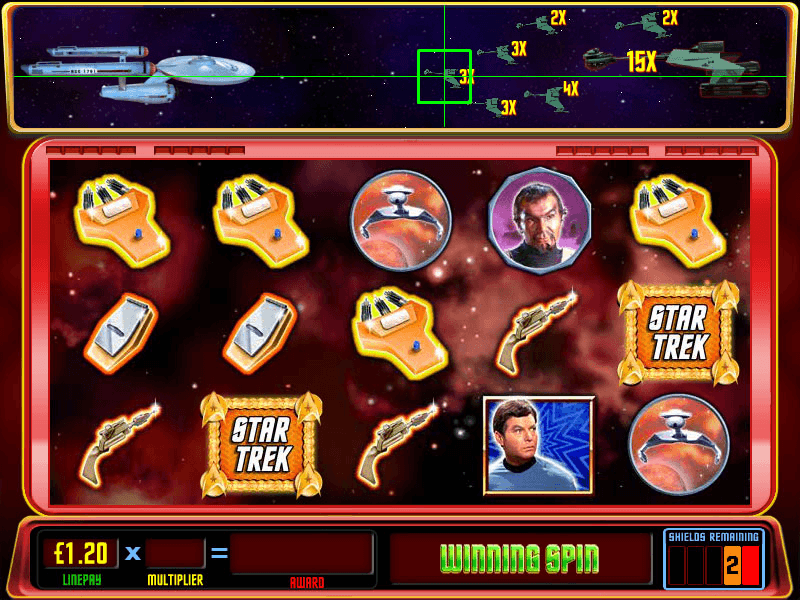 2X
2X
3X
15X
3X
4X
3X
STAR
TREK
STAR
TREK
SHIELDS REMAINING
£1.20 x =
WINNING SPIN
2
LINEPAY
MULTIPLIER
AWARD